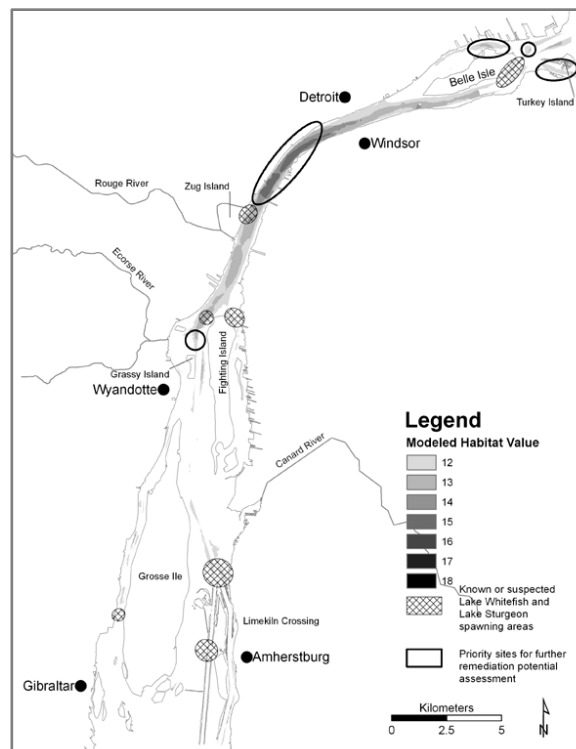 Belle Isle
Detroit
Turkey Island
Windsor
Rouge River
Zug Island
Ecorse River
Grassy Island
Fighting Island
Wyandotte
Canard River
Grosse Ile
Limekiln Crossing
Amherstburg
Gibraltar
Legend
Modeled Habitat Value
12
13
14
15
16
17
18
Known or suspected
Lake Whitefish and
Lake Sturgeon
spawning areas
Priority sites for further
remediation potential
assessment
Kilometers
0 2.5 5
N